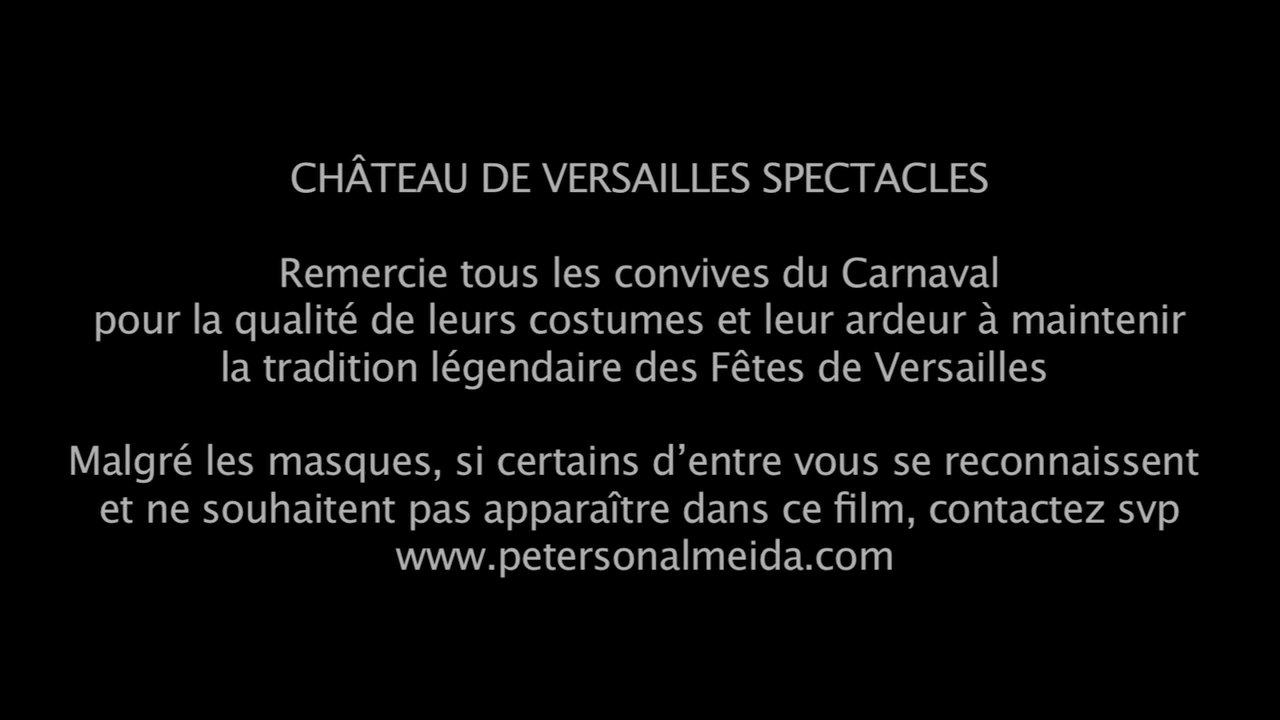 CHÂTEAU DE VERSAILLES SPECTACLES
Remercie tous les convives du Carnaval
pour la qualité de leurs costumes et leur ardeur à maintenir
la tradition légendaire des Fêtes de Versailles
Malgré les masques, si certains d’entre vous se reconnaissent
et ne souhaitent pas apparaître dans ce film, contactez svp
www.petersonalmeida.com